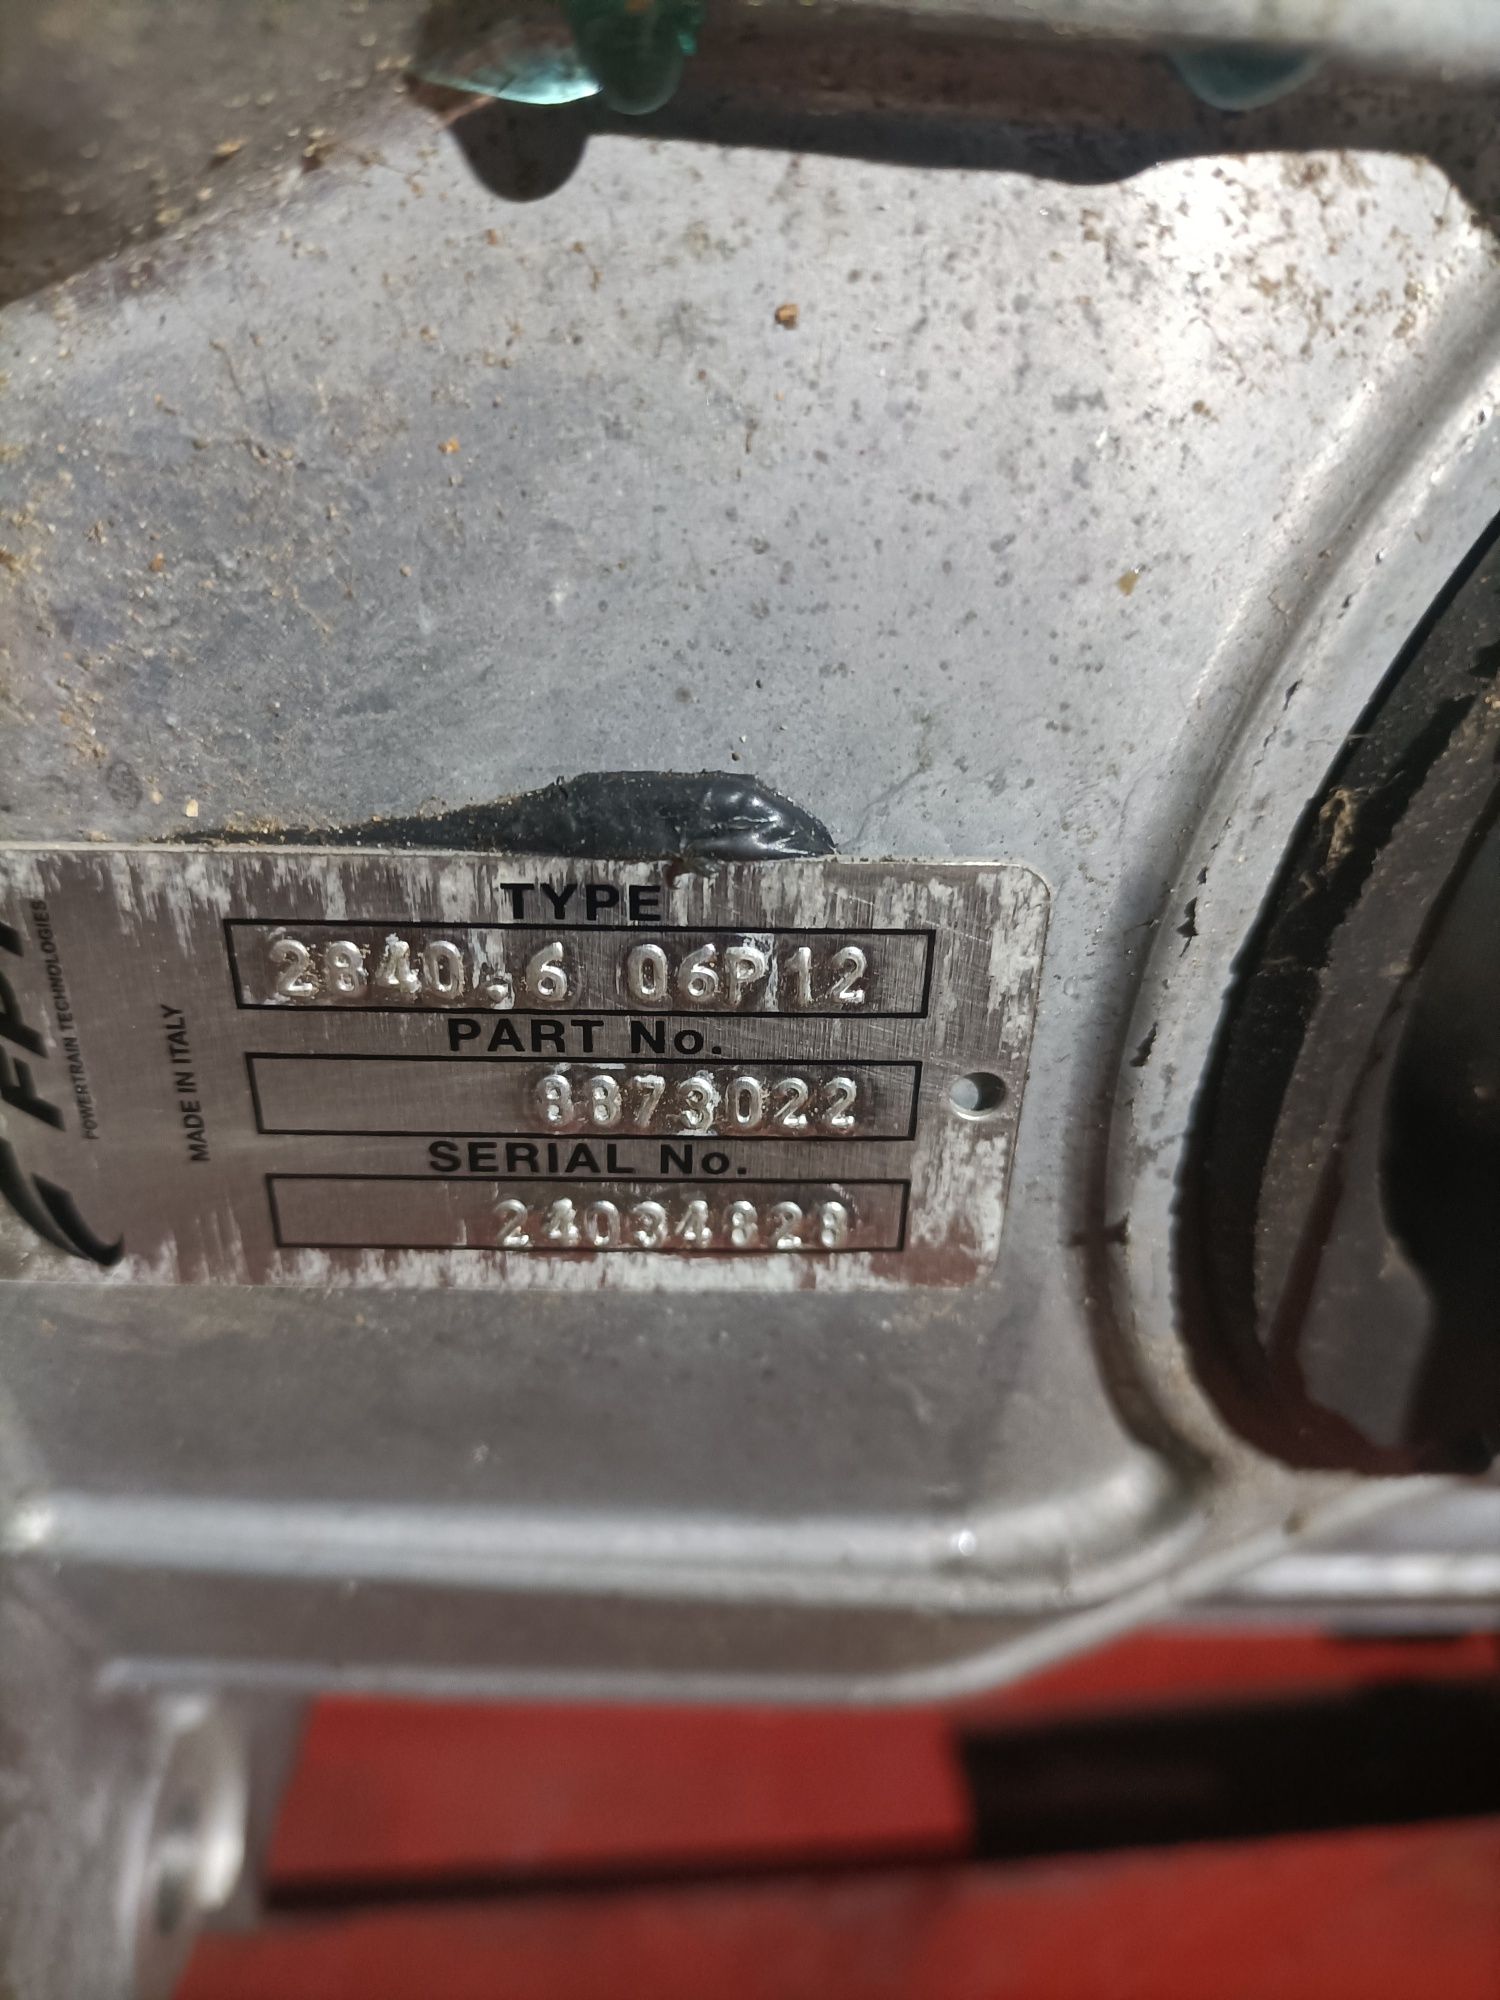 TYPE
2840.6 06P12
PART No.
8873022
SERIAL No.
24034828
POWERTRAIN TECHNOLOGIES
MADE IN ITALY